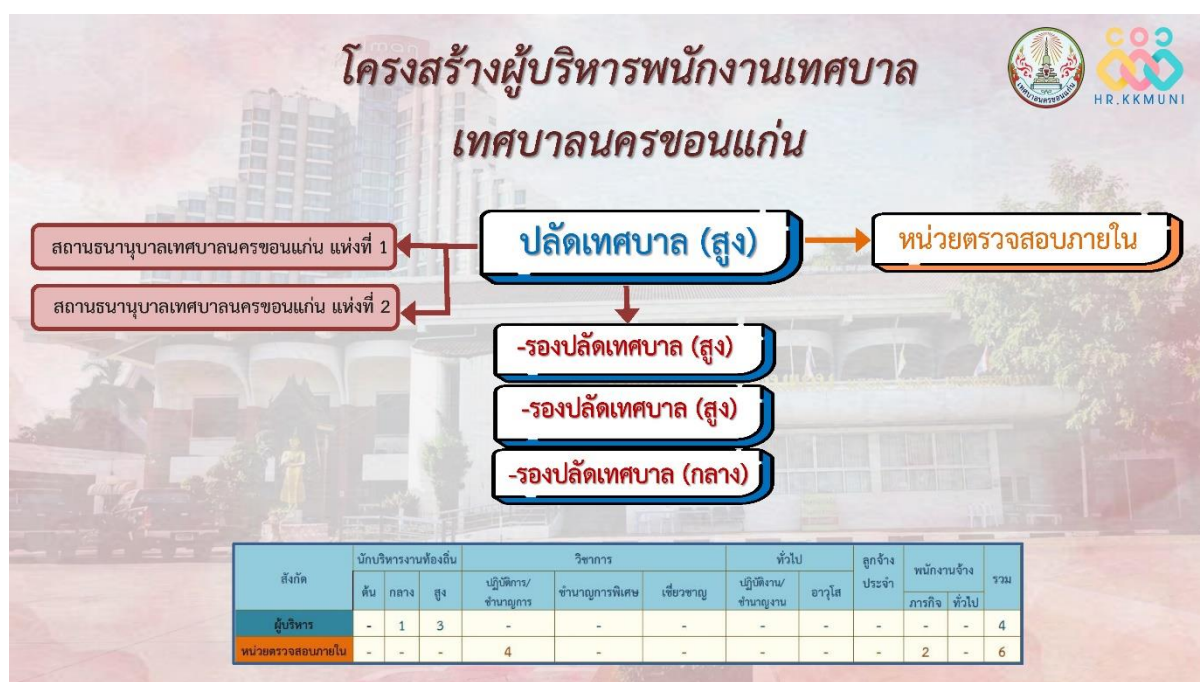 โครงสร้างผู้บริหารพนักงานเทศบาล
เทศบาลนครขอนแก่น
เทศบาลนครขอนแก่น
HR.KKMUNI
สถานธนานุบาลเทศบาลนครขอนแก่น แห่งที่ 1
ปลัดเทศบาล (สูง)
หน่วยตรวจสอบภายใน
สถานธนานุบาลเทศบาลนครขอนแก่น แห่งที่ 2
-รองปลัดเทศบาล (สูง)
-รองปลัดเทศบาล (สูง)
-รองปลัดเทศบาล (กลาง)
สังกัด นักบริหารงานท้องถิ่น วิชาการ ทั่วไป ลูกจ้างประจำ พนักงานจ้าง รวม
ต้น กลาง สูง ปฏิบัติการ/ชำนาญการ ชำนาญการพิเศษ เชี่ยวชาญ ปฏิบัติงาน/ชำนาญงาน อาวุโส ภารกิจ ทั่วไป
ผู้บริหาร - 1 3 - - - - - - - - 4
หน่วยตรวจสอบภายใน - - - 4 - - - - - 2 - 6